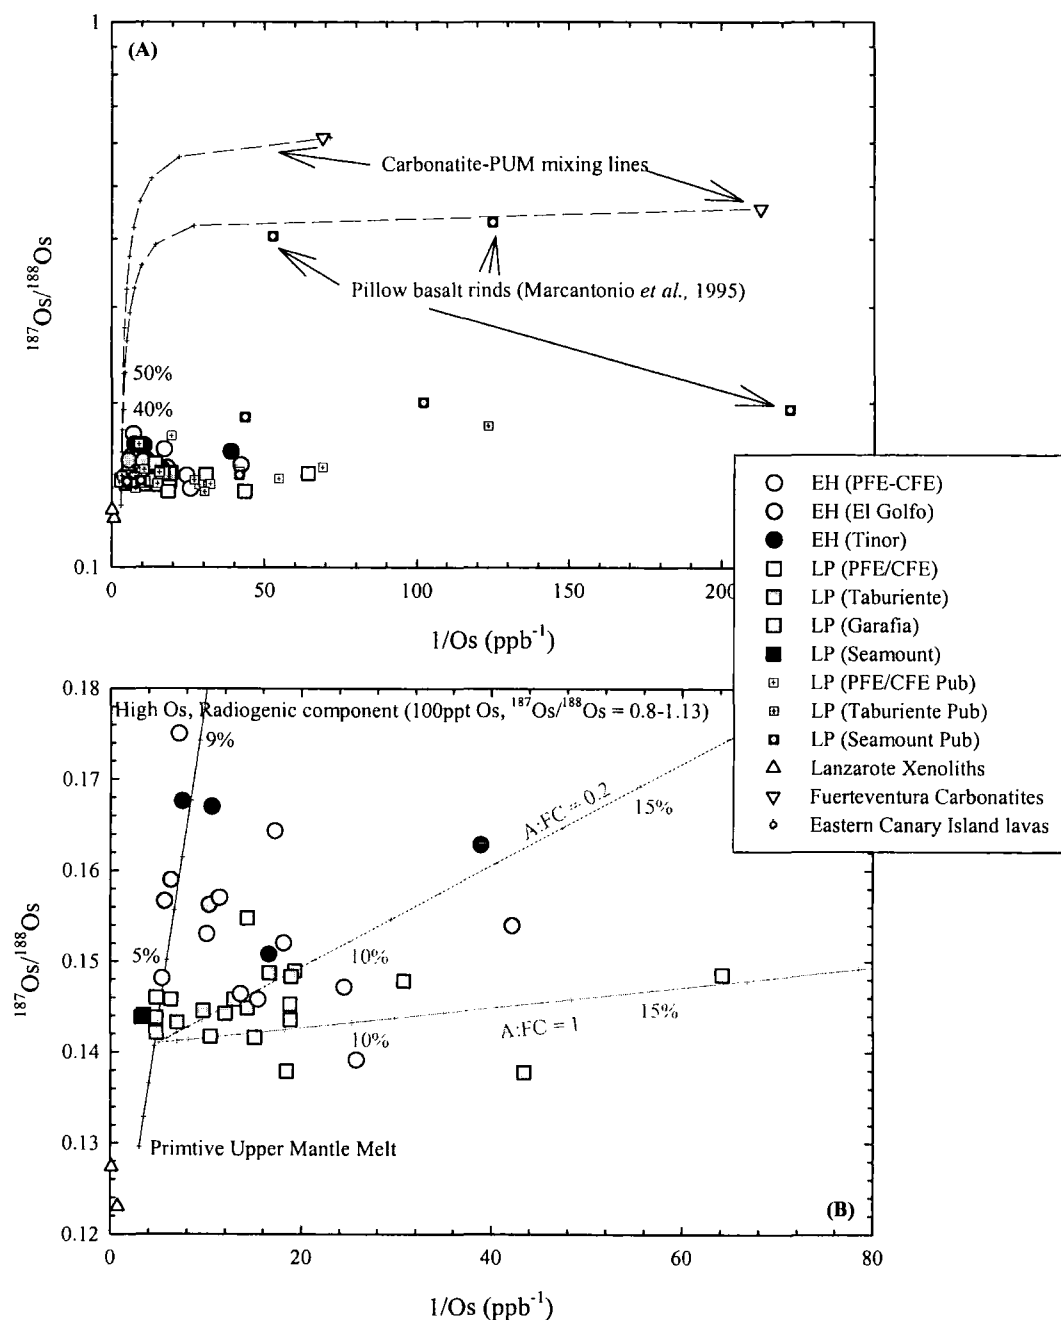 1
(A)
Carbonatite-PUM mixing lines
Pillow basalt rinds (Marcantonio et al., 1995)
187Os/188Os
50%
40%
0.1
0 50 100 150 200
1/Os (ppb-1)
EH (PFE-CFE)
EH (El Golfo)
EH (Tinor)
LP (PFE/CFE)
LP (Taburiente)
LP (Garafia)
LP (Seamount)
LP (PFE/CFE Pub)
LP (Taburiente Pub)
LP (Seamount Pub)
Lanzarote Xenoliths
Fuerteventura Carbonatites
Eastern Canary Island lavas
0.18
High Os, Radiogenic component (100ppt Os, 187Os/188Os = 0.8-1.13)
9%
0.17
A:FC = 0.2
15%
0.16
187Os/188Os
5%
10%
0.15
15%
A:FC = 1
10%
0.14
Primtive Upper Mantle Melt
0.13
(B)
0.12
0 20 40 60 80
1/Os (ppb-1)